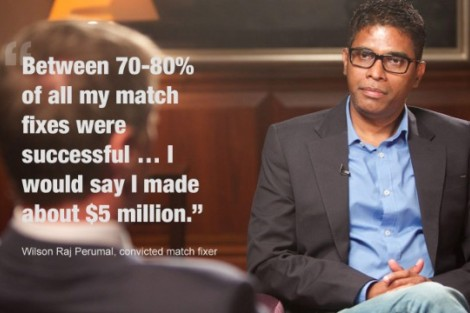 “Between 70-80%
of all my match
fixes were
successful … I
would say I made
about $5 million.”
Wilson Raj Perumal, convicted match fixer